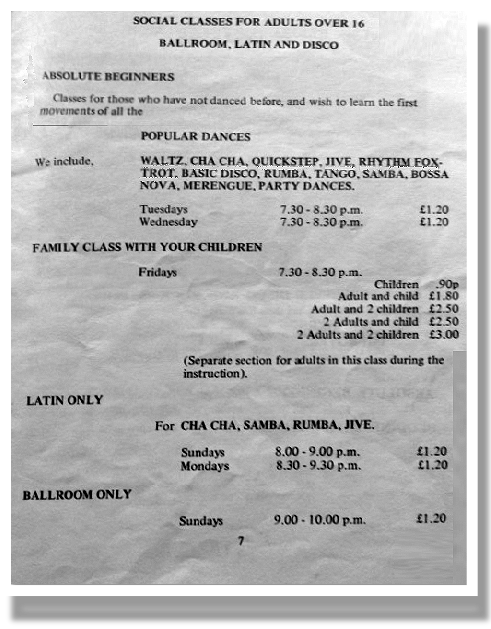 SOCIAL CLASSES FOR ADULTS OVER 16
BALLROOM, LATIN AND DISCO
ABSOLUTE BEGINNERS
Classes for those who have not danced before, and wish to learn the first
movements of all the
POPULAR DANCES
We include, WALTZ, CHA CHA, QUICKSTEP, JIVE, RHYTHM FOX-
TROT, BASIC DISCO, RUMBA, TANGO, SAMBA, BOSSA
NOVA, MERENGUE, PARTY DANCES.
Tuesdays 7.30 - 8.30 p.m. £1.20
Wednesday 7.30 - 8.30 p.m. £1.20
FAMILY CLASS WITH YOUR CHILDREN
Fridays 7.30 - 8.30 p.m.
Children .90p
Adult and child £1.80
Adult and 2 children £2.50
2 Adults and child £2.50
2 Adults and 2 children £3.00
(Separate section for adults in this class during the
instruction).
LATIN ONLY
For CHA CHA, SAMBA, RUMBA, JIVE.
Sundays 8.00 - 9.00 p.m. £1.20
Mondays 8.30 - 9.30 p.m. £1.20
BALLROOM ONLY
Sundays 9.00 - 10.00 p.m. £1.20
7